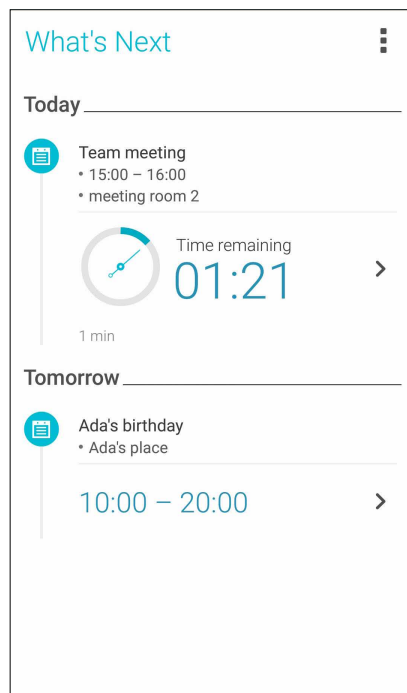 What's Next
Today
Team meeting
• 15:00 – 16:00
• meeting room 2
Time remaining
01:21
1 min
Tomorrow
Ada's birthday
• Ada's place
10:00 – 20:00